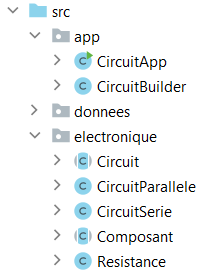 src
app
CircuitApp
CircuitBuilder
donnees
electronique
Circuit
CircuitParallele
CircuitSerie
Composant
Resistance